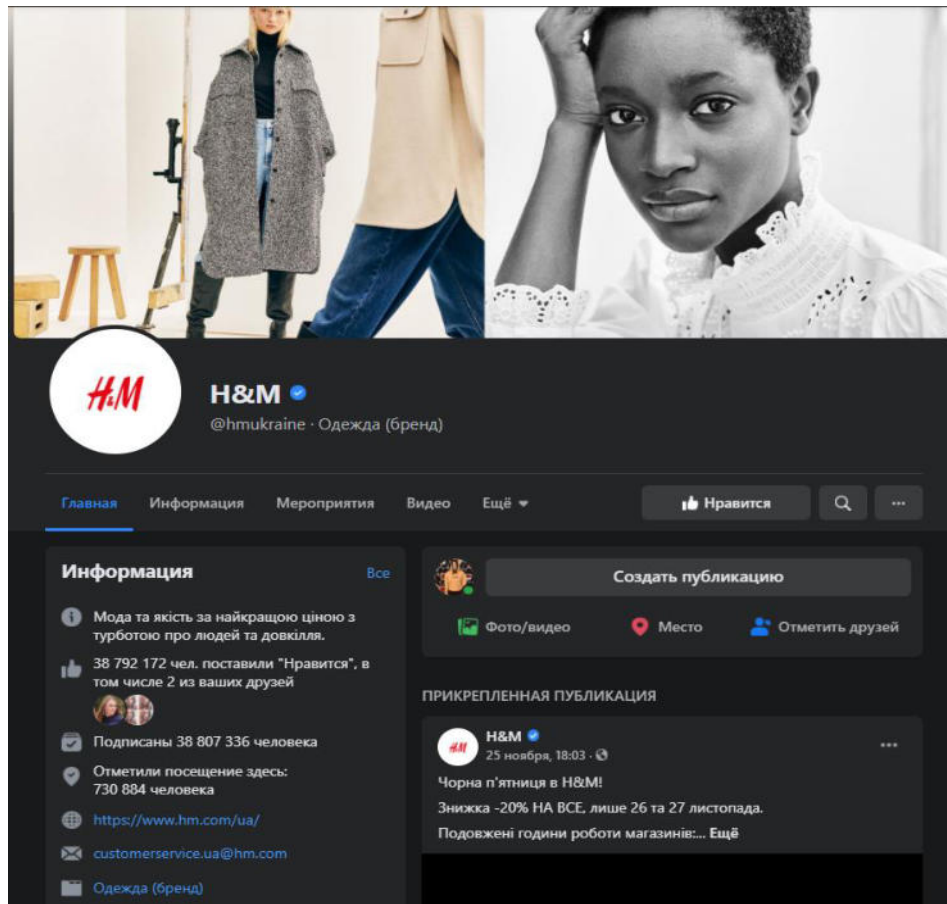 H&M
H&M
@hmukraine · Одежда (бренд)
Главная Информация Мероприятия Видео Ещё Нравится
Информация Все
Мода та якість за найкращою ціною з
турботою про людей та довкілля.
38 792 172 чел. поставили "Нравится", в
том числе 2 из ваших друзей
Подписаны 38 807 336 человека
Отметили посещение здесь:
730 884 человека
https://www.hm.com/ua/
customerservice.ua@hm.com
Одежда (бренд)
Создать публикацию
Фото/видео Место Отметить друзей
ПРИКРЕПЛЕННАЯ ПУБЛИКАЦИЯ
H&M
H&M
25 ноября, 18:03 ·
Чорна п'ятниця в H&M!
Знижка -20% НА ВСЕ, лише 26 та 27 листопада.
Подовжені години роботи магазинів:... Ещё